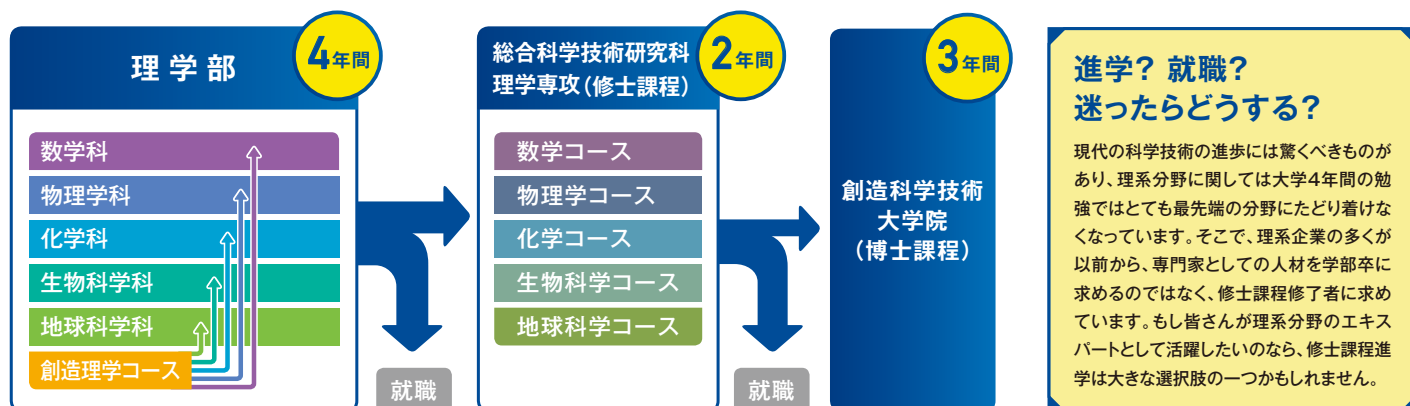 理学部
4年間
数学科
物理学科
化学科
生物科学科
地球科学科
創造理学コース
就職
総合科学技術研究科
理学専攻(修士課程)
2年間
数学コース
物理学コース
化学コース
生物科学コース
地球科学コース
就職
3年間
創造科学技術
大学院
(博士課程)
進学? 就職?
迷ったらどうする?
現代の科学技術の進歩には驚くべきものが
あり、理系分野に関しては大学4年間の勉
強ではとても最先端の分野にたどり着けな
くなっています。そこで、理系企業の多くが
以前から、専門家としての人材を学部卒に
求めるのではなく、修士課程修了者に求め
ています。もし皆さんが理系分野のエキス
パートとして活躍したいのなら、修士課程進
学は大きな選択肢の一つかもしれません。